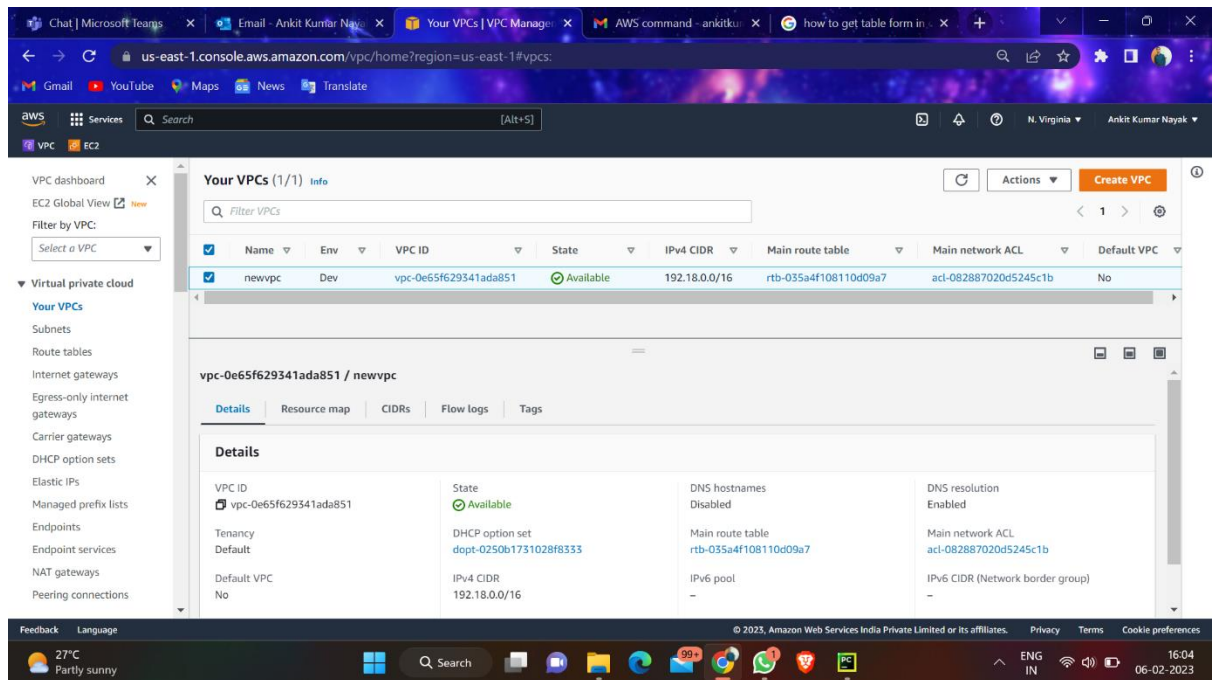 Chat | Microsoft Teams
Email - Ankit Kumar Naya
Your VPCs | VPC Manage
AWS command - ankitku
how to get table form in
us-east-1.console.aws.amazon.com/vpc/home?region=us-east-1#vpcs:
Gmail YouTube Maps News Translate
aws Services Search [Alt+S] N. Virginia Ankit Kumar Nayak
VPC EC2
VPC dashboard
EC2 Global View New
Filter by VPC:
Select a VPC
Virtual private cloud
Your VPCs
Subnets
Route tables
Internet gateways
Egress-only internet
gateways
Carrier gateways
DHCP option sets
Elastic IPs
Managed prefix lists
Endpoints
Endpoint services
NAT gateways
Peering connections
Your VPCs (1/1) Info
Actions
Create VPC
Filter VPCs
1
Name Env VPC ID State IPv4 CIDR Main route table Main network ACL Default VPC
newvpc Dev vpc-0e65f629341ada851 Available 192.18.0.0/16 rtb-035a4f108110d09a7 acl-082887020d5245c1b No
vpc-0e65f629341ada851 / newvpc
Details Resource map CIDRs Flow logs Tags
Details
VPC ID State DNS hostnames DNS resolution
vpc-0e65f629341ada851 Available Disabled Enabled
Tenancy DHCP option set Main route table Main network ACL
Default dopt-0250b1731028f8333 rtb-035a4f108110d09a7 acl-082887020d5245c1b
Default VPC IPv4 CIDR IPv6 pool IPv6 CIDR (Network border group)
No 192.18.0.0/16 – –
Feedback Language © 2023, Amazon Web Services India Private Limited or its affiliates. Privacy Terms Cookie preferences
27°C
Partly sunny
Search
99+
1
PC
ENG
IN
16:04
06-02-2023